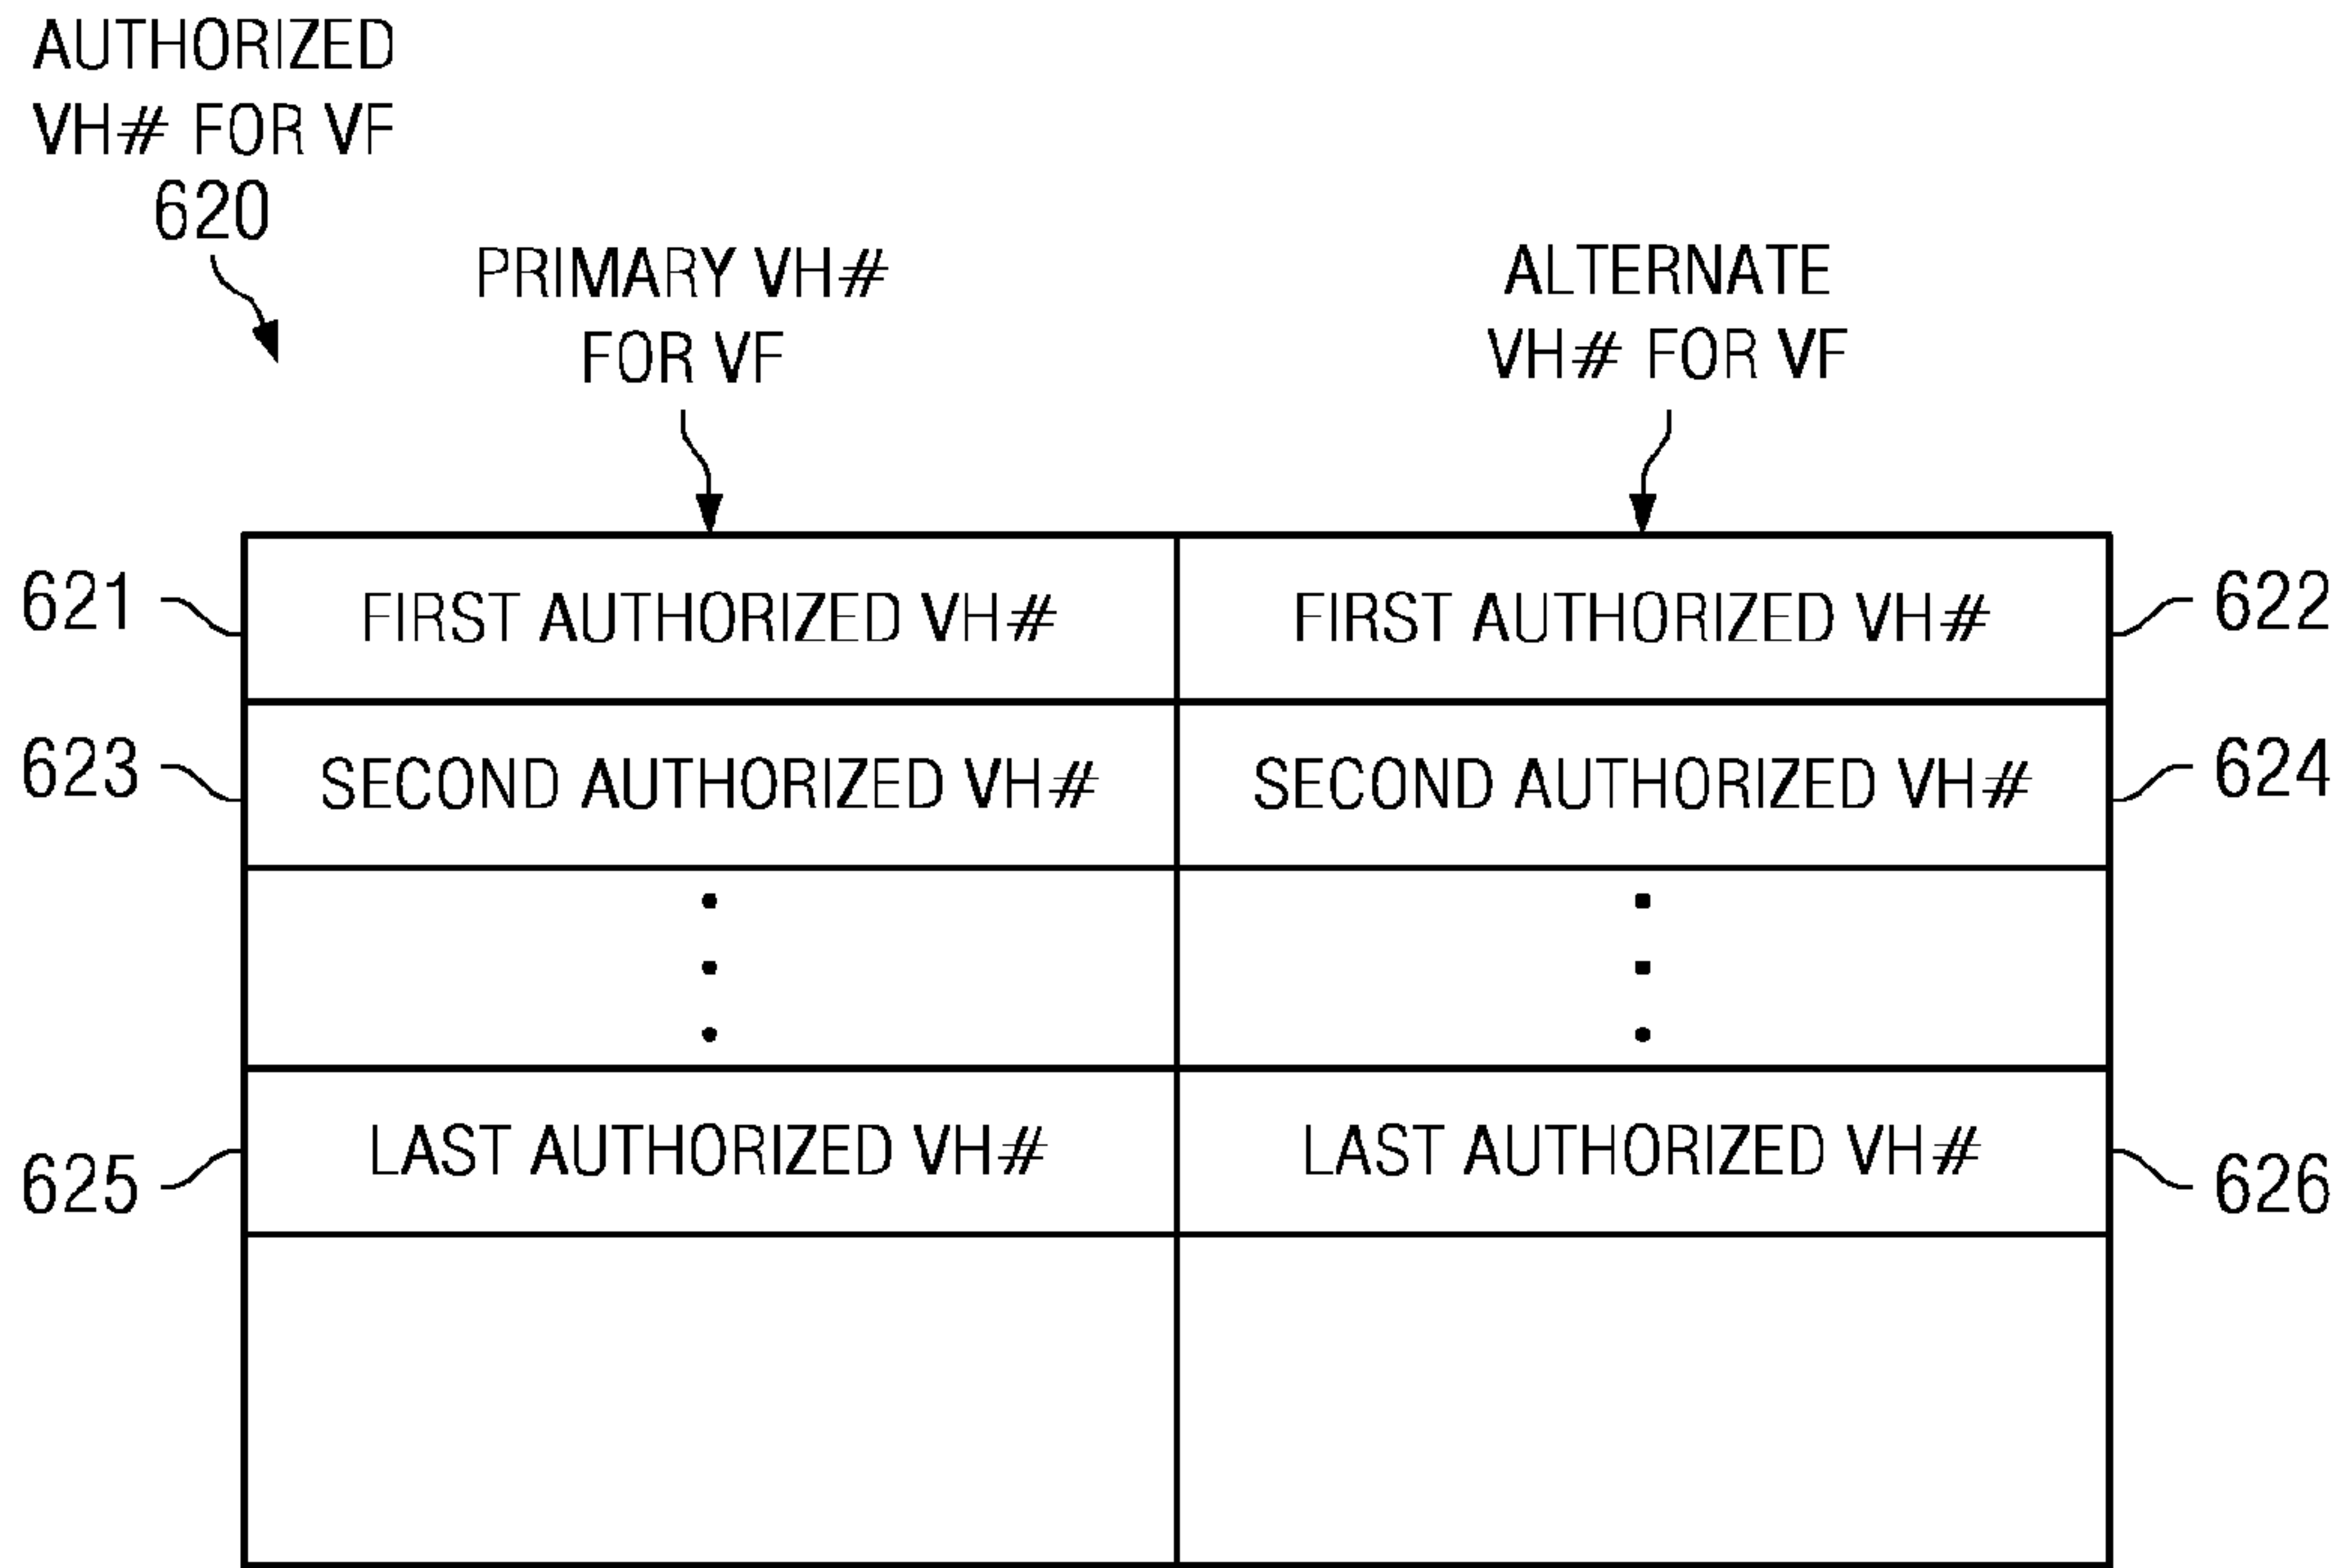 AUTHORIZED
VH# FOR VF
620
PRIMARY VH#
FOR VF
ALTERNATE
VH# FOR VF
621
FIRST AUTHORIZED VH#
FIRST AUTHORIZED VH#
622
623
SECOND AUTHORIZED VH#
SECOND AUTHORIZED VH#
624
625
LAST AUTHORIZED VH#
LAST AUTHORIZED VH#
626